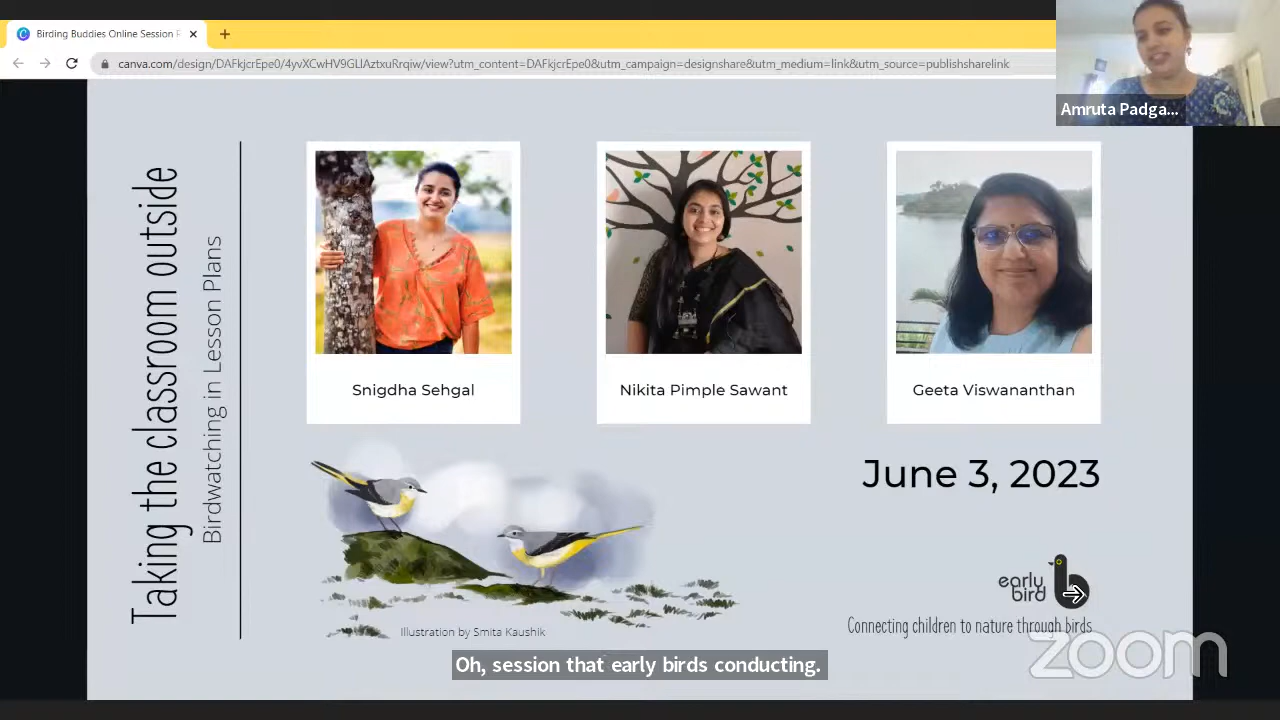 Birding Buddies Online Session
canva.com/design/DAFkjcrEpe0/4yvXCwHV9GLIAztxuRrqiw/view?utm_content=DAFkjcrEpe0&utm_campaign=designshare&utm_medium=link&utm_source=publishsharelink
Amruta Padga...
Taking the classroom outside
Birdwatching in Lesson Plans
Snigdha Sehgal
Nikita Pimple Sawant
Geeta Viswananthan
June 3, 2023
early
bird
Connecting children to nature through birds
Illustration by Smita Kaushik
zoom
Oh, session that early birds conducting.